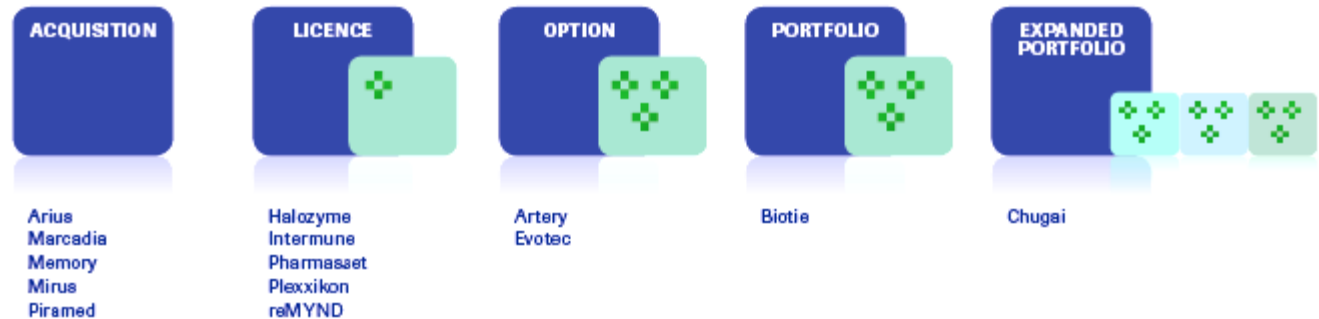 ACQUISITION
LICENCE
OPTION
PORTFOLIO
EXPANDED
PORTFOLIO
Arius
Marcadia
Memory
Mirus
Piramed
Halozyme
Intermune
Pharmasset
Plexxikon
reMYND
Artery
Evotec
Biotie
Chugai